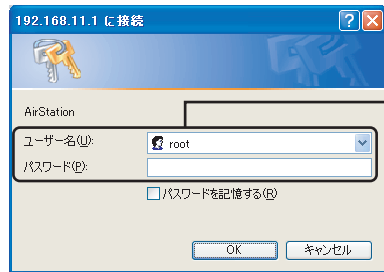 192.168.11.1 に接続
AirStation
ユーザー名(U):
root
パスワード(P):
パスワードを記憶する(R)
OK
キャンセル